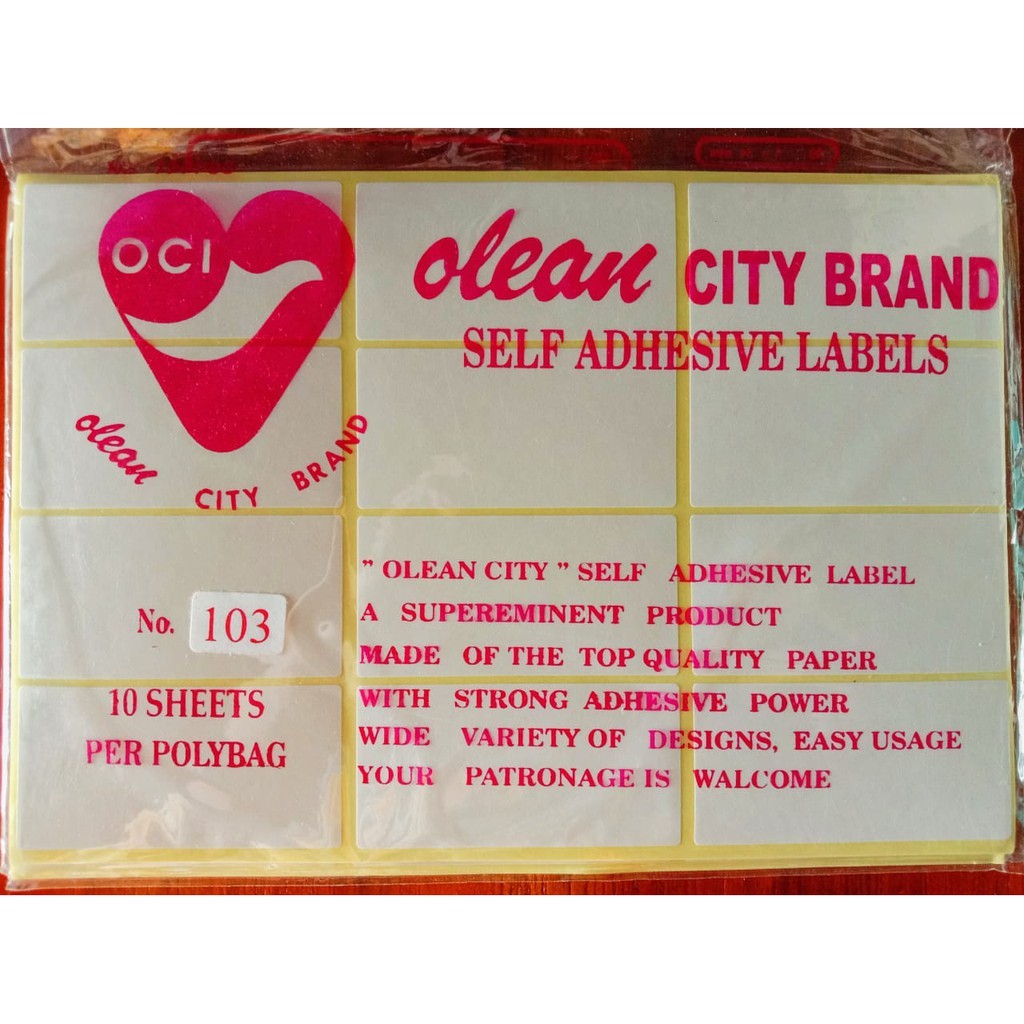 OCI
olean CITY BRAND
olean CITY BRAND
SELF ADHESIVE LABELS
No. 103
10 SHEETS
PER POLYBAG
" OLEAN CITY " SELF ADHESIVE LABEL
A SUPEREMINENT PRODUCT
MADE OF THE TOP QUALITY PAPER
WITH STRONG ADHESIVE POWER
WIDE VARIETY OF DESIGNS, EASY USAGE
YOUR PATRONAGE IS WALCOME